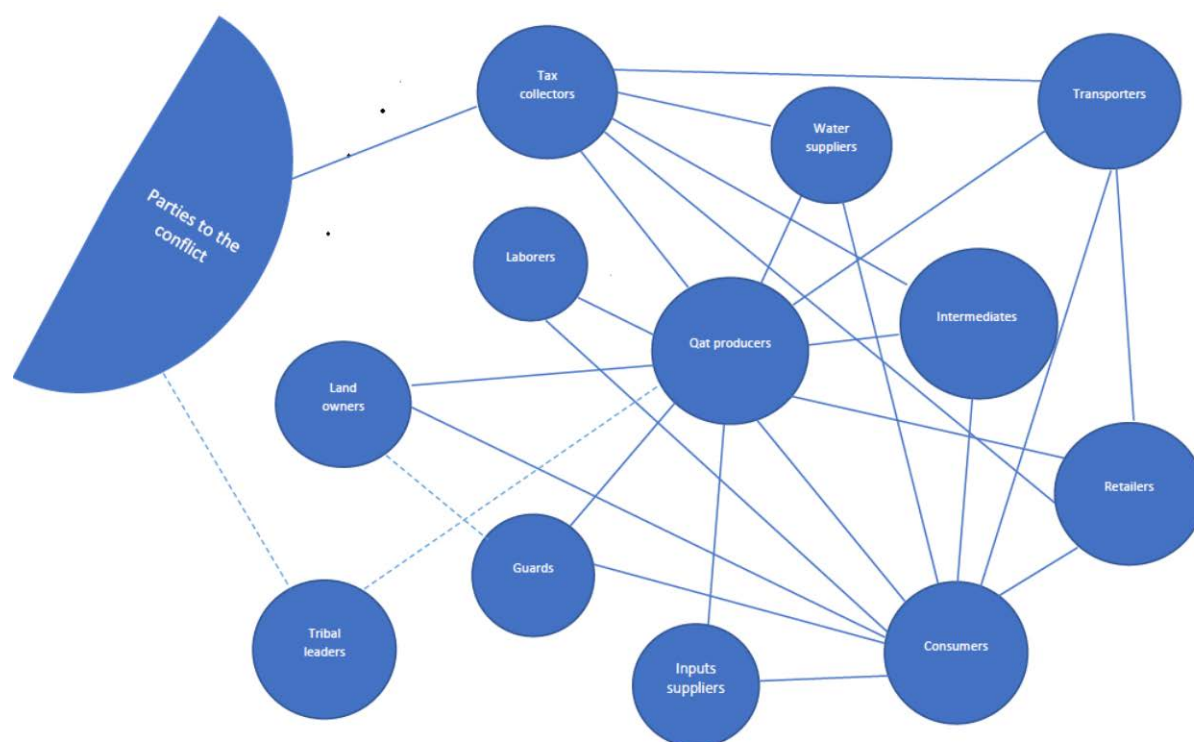 Tax
collectors
Transporters
Water
suppliers
Parties to the
conflict
Laborers
Intermediates
Qat producers
Land
owners
Retailers
Guards
Tribal
leaders
Inputs
suppliers
Consumers